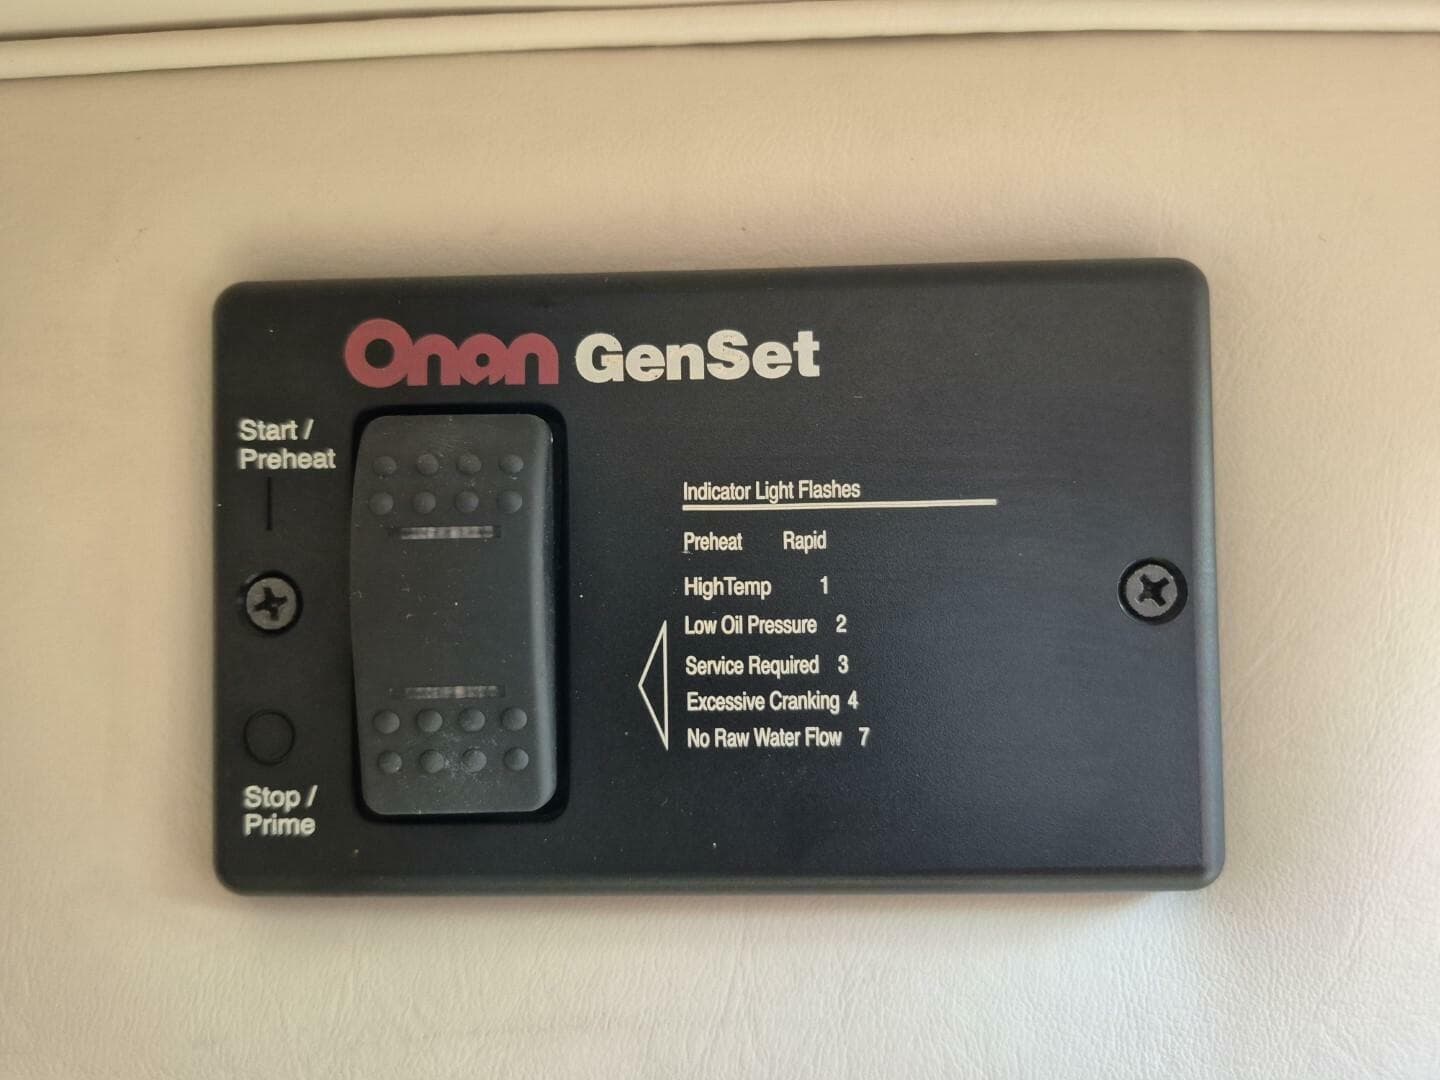 Onan GenSet
Start /
Preheat
Stop /
Prime
Indicator Light Flashes
Preheat Rapid
HighTemp 1
Low Oil Pressure 2
Service Required 3
Excessive Cranking 4
No Raw Water Flow 7